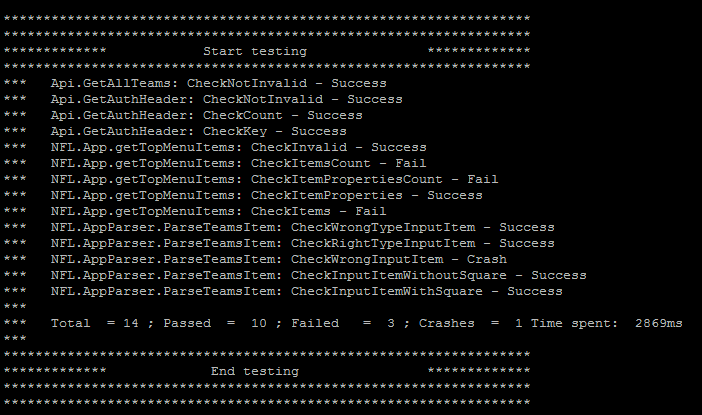 *****************************************************************
*****************************************************************
************* Start testing *************
*****************************************************************
*** Api.GetAllTeams: CheckNotInvalid - Success
*** Api.GetAuthHeader: CheckNotInvalid - Success
*** Api.GetAuthHeader: CheckCount - Success
*** Api.GetAuthHeader: CheckKey - Success
*** NFL.App.getTopMenuItems: CheckInvalid - Success
*** NFL.App.getTopMenuItems: CheckItemsCount - Fail
*** NFL.App.getTopMenuItems: CheckItemPropertiesCount - Fail
*** NFL.App.getTopMenuItems: CheckItemProperties - Success
*** NFL.App.getTopMenuItems: CheckItems - Fail
*** NFL.AppParser.ParseTeamsItem: CheckWrongTypeInputItem - Success
*** NFL.AppParser.ParseTeamsItem: CheckRightTypeInputItem - Success
*** NFL.AppParser.ParseTeamsItem: CheckWrongInputItem - Crash
*** NFL.AppParser.ParseTeamsItem: CheckInputItemWithoutSquare - Success
*** NFL.AppParser.ParseTeamsItem: CheckInputItemWithSquare - Success
***
*** Total = 14 ; Passed = 10 ; Failed = 3 ; Crashes = 1 Time spent: 2869ms
***
*****************************************************************
************* End testing *************
*****************************************************************
*****************************************************************